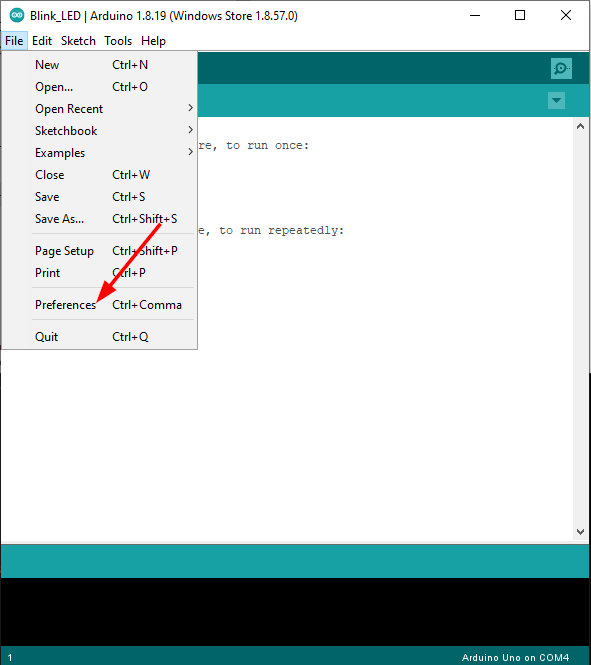 Blink_LED | Arduino 1.8.19 (Windows Store 1.8.57.0)
File Edit Sketch Tools Help
New Ctrl+N
Open... Ctrl+O
Open Recent
Sketchbook
Examples
re, to run once:
Close Ctrl+W
Save Ctrl+S
Save As... Ctrl+Shift+S
e, to run repeatedly:
Page Setup Ctrl+Shift+P
Print Ctrl+P
Preferences Ctrl+Comma
Quit Ctrl+Q
1 Arduino Uno on COM4